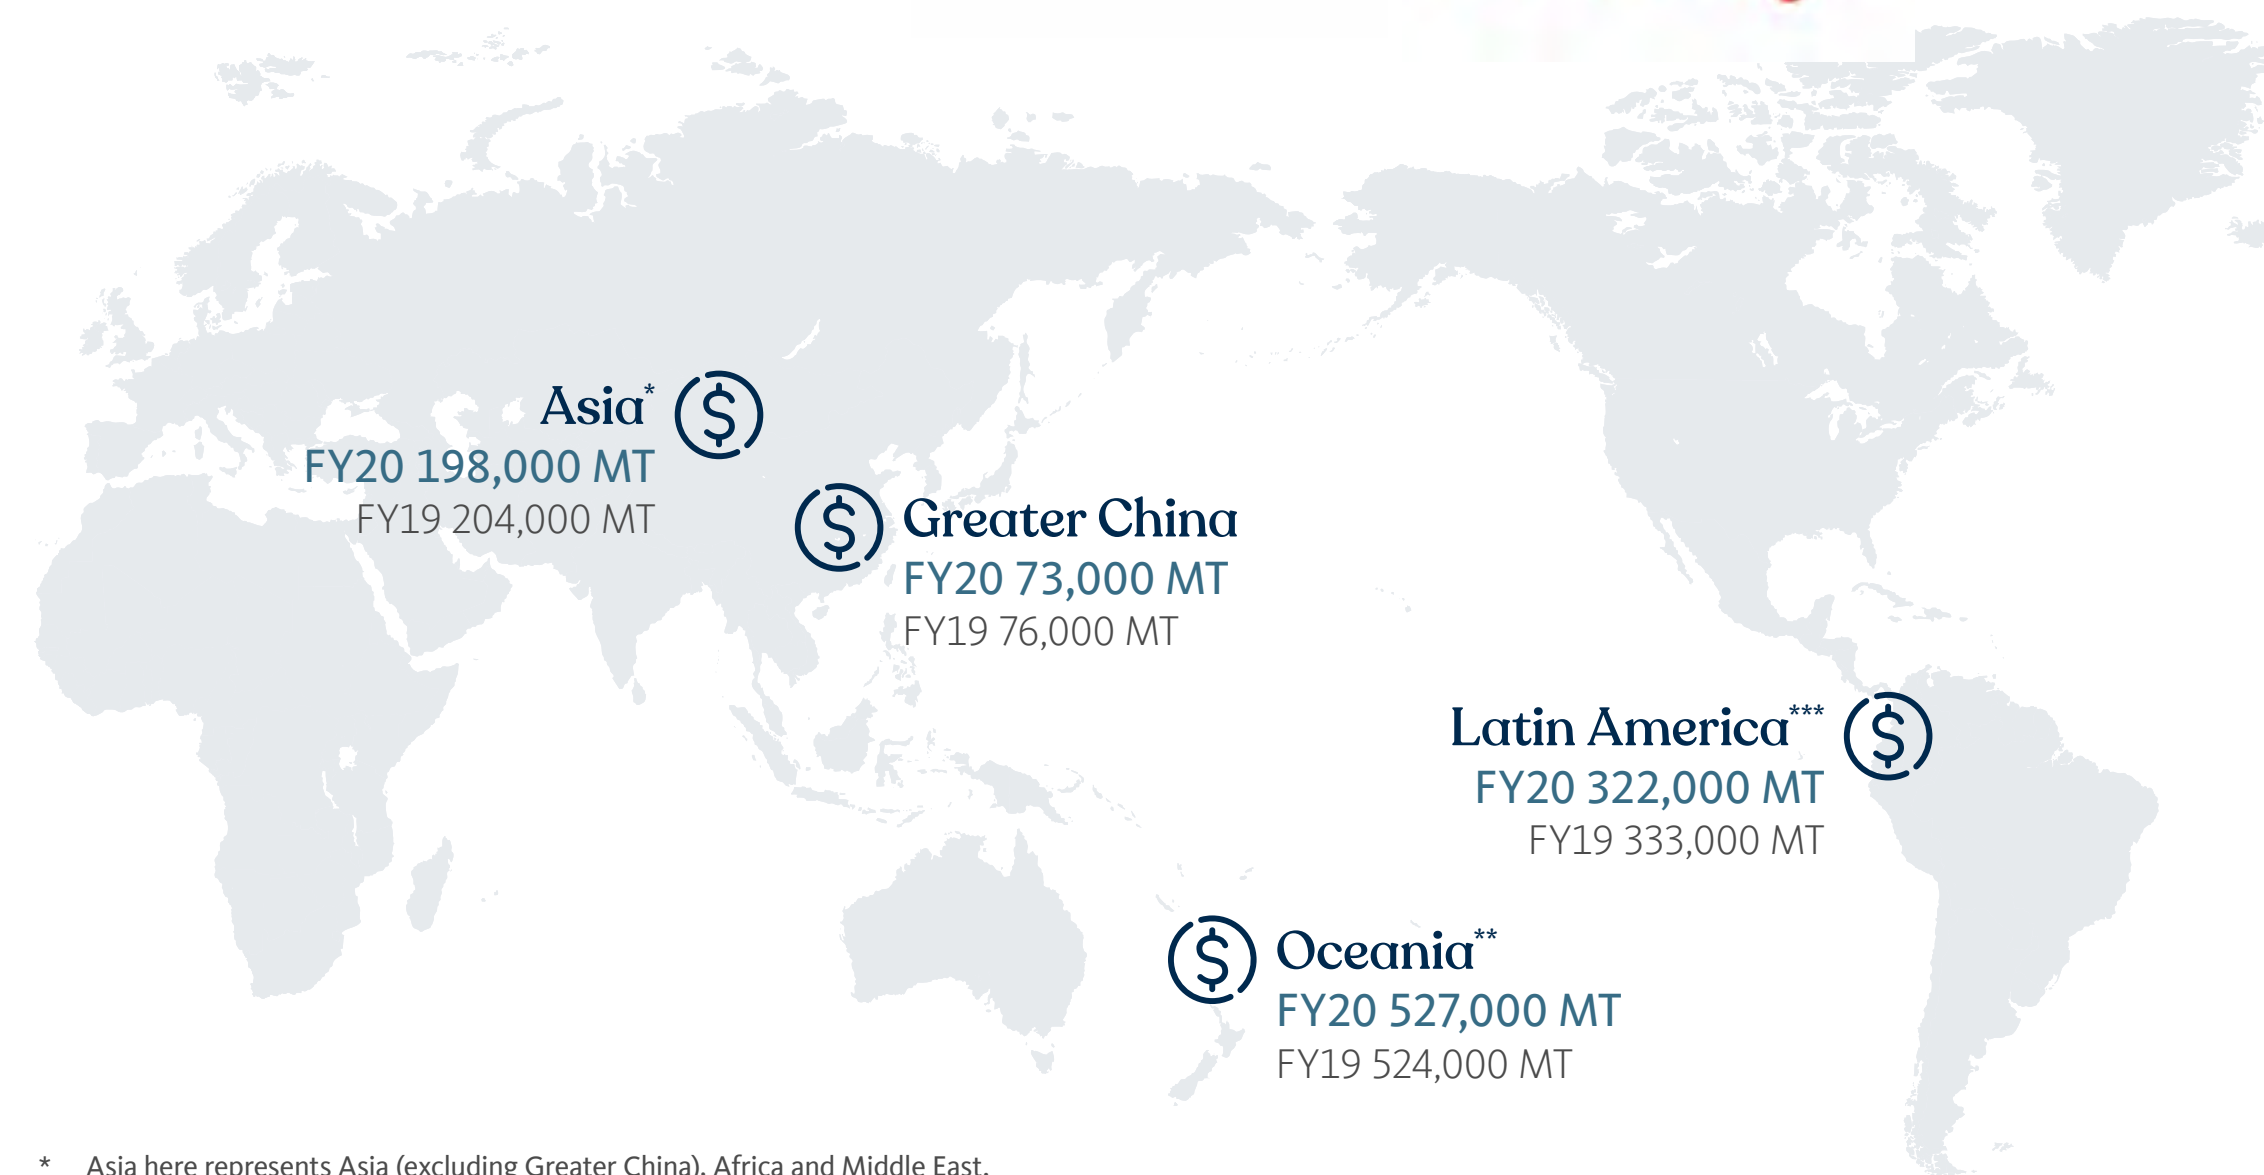 Asia*
FY20 198,000 MT
FY19 204,000 MT
Greater China
FY20 73,000 MT
FY19 76,000 MT
Latin America***
FY20 322,000 MT
FY19 333,000 MT
Oceania**
FY20 527,000 MT
FY19 524,000 MT
* Asia here represents Asia (excluding Greater China), Africa and Middle East.